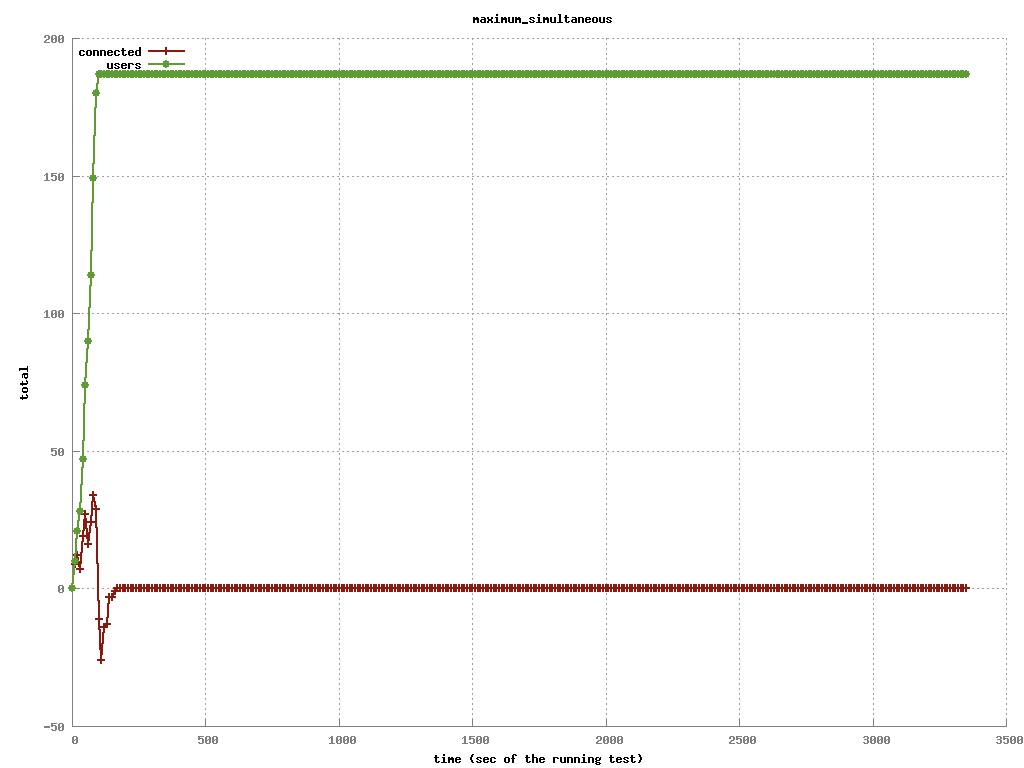 maximum_simultaneous
200
connected
users
150
100
total
50
0
-50
0 500 1000 1500 2000 2500 3000 3500
time (sec of the running test)